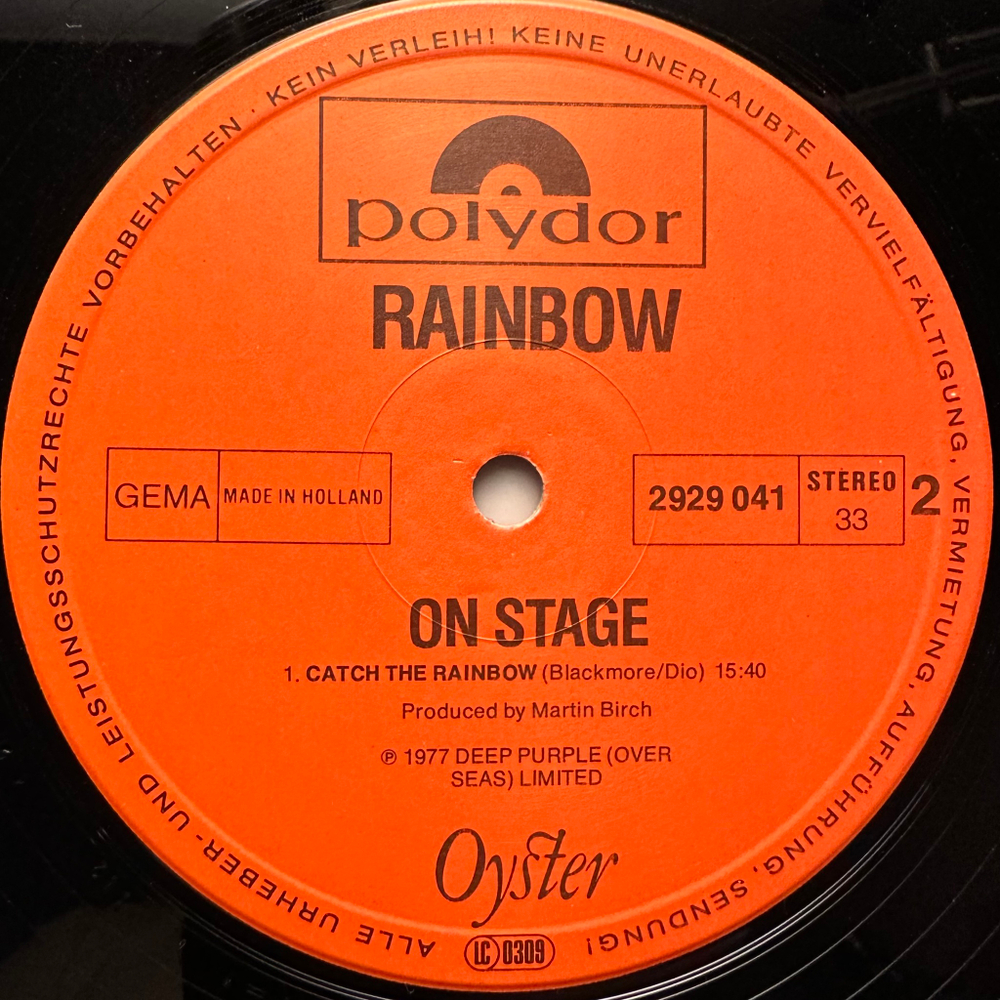 ALLE URHEBER- UND LEISTUNGSSCHUTZRECHTE VORBEHALTEN · KEIN VERLEIH! KEINE UNERLAUBTE VERVIELFÄLTIGUNG, VERMIETUNG, AUFFÜHRUNG, SENDUNG!
polydor
RAINBOW
GEMA MADE IN HOLLAND
2929 041 STEREO 33 2
ON STAGE
1. CATCH THE RAINBOW (Blackmore/Dio) 15:40
Produced by Martin Birch
℗ 1977 DEEP PURPLE (OVER
SEAS) LIMITED
Oyster
LC 0309